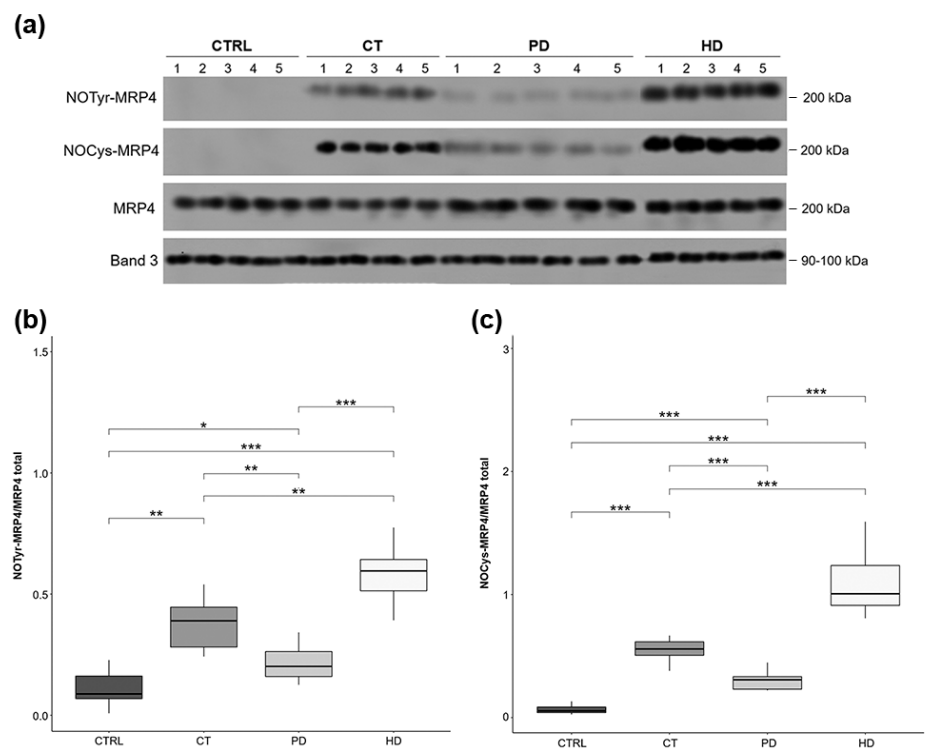 (a)
CTRL CT PD HD
1 2 3 4 5 1 2 3 4 5 1 2 3 4 5 1 2 3 4 5
NOTyr-MRP4 200 kDa
NOCys-MRP4 200 kDa
MRP4 200 kDa
Band 3 90-100 kDa
(b)
1.5
1.0
0.5
0.0
NOTyr-MRP4/MRP4 total
***
*
***
**
**
**
CTRL CT PD HD
(c)
3
2
1
0
NOCys-MRP4/MRP4 total
***
***
***
***
***
***
CTRL CT PD HD